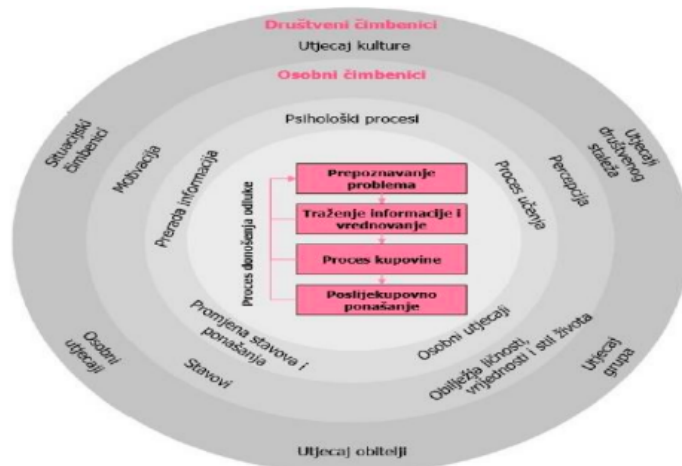 Društveni čimbenici
Utjecaj kulture
Osobni čimbenici
Psihološki procesi
Situacijski
čimbenici
Motivacija
Prerada informacija
Utjecaji
društvenog
staleža
Percepcija
Proces učenja
Proces donošenja odluke
Prepoznavanje
problema
Traženje informacije i
vrednovanje
Proces kupovine
Poslijekupovno
ponašanje
Promjena stavova i
ponašanja
Osobni utjecaji
Stavovi
Obilježja ličnosti,
vrijednosti i stil života
Osobni
utjecaji
Utjecaj
grupa
Utjecaj obitelji